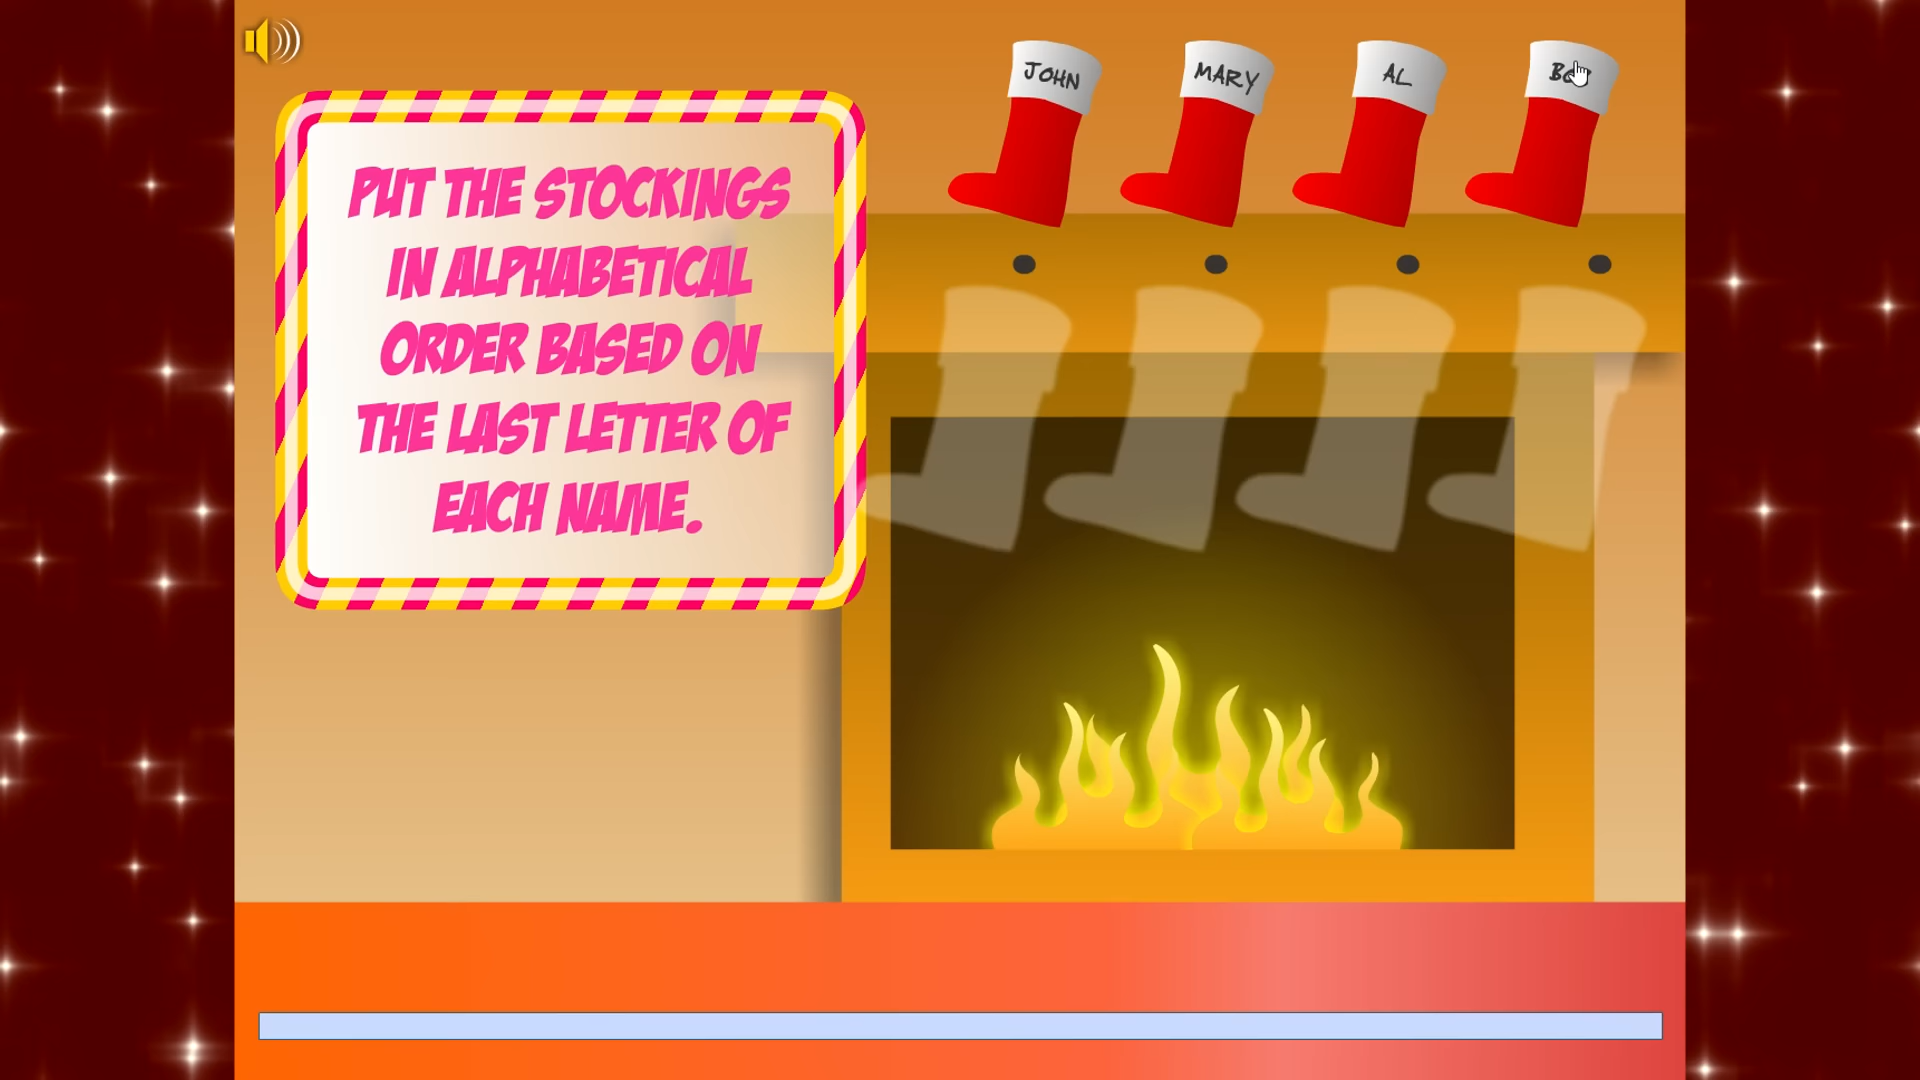 JOHN
MARY
AL
PUT THE STOCKINGS
IN ALPHABETICAL
ORDER BASED ON
THE LAST LETTER OF
EACH NAME.